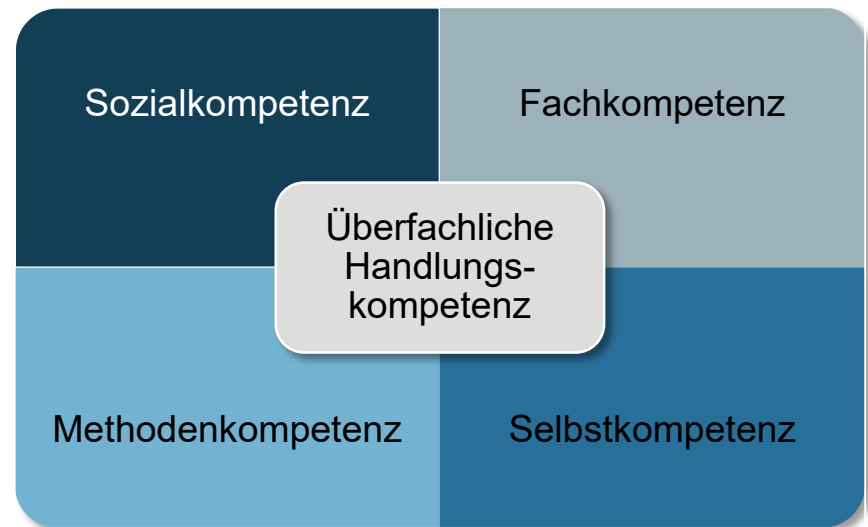 Sozialkompetenz
Fachkompetenz
Überfachliche
Handlungs-
kompetenz
Methodenkompetenz
Selbstkompetenz